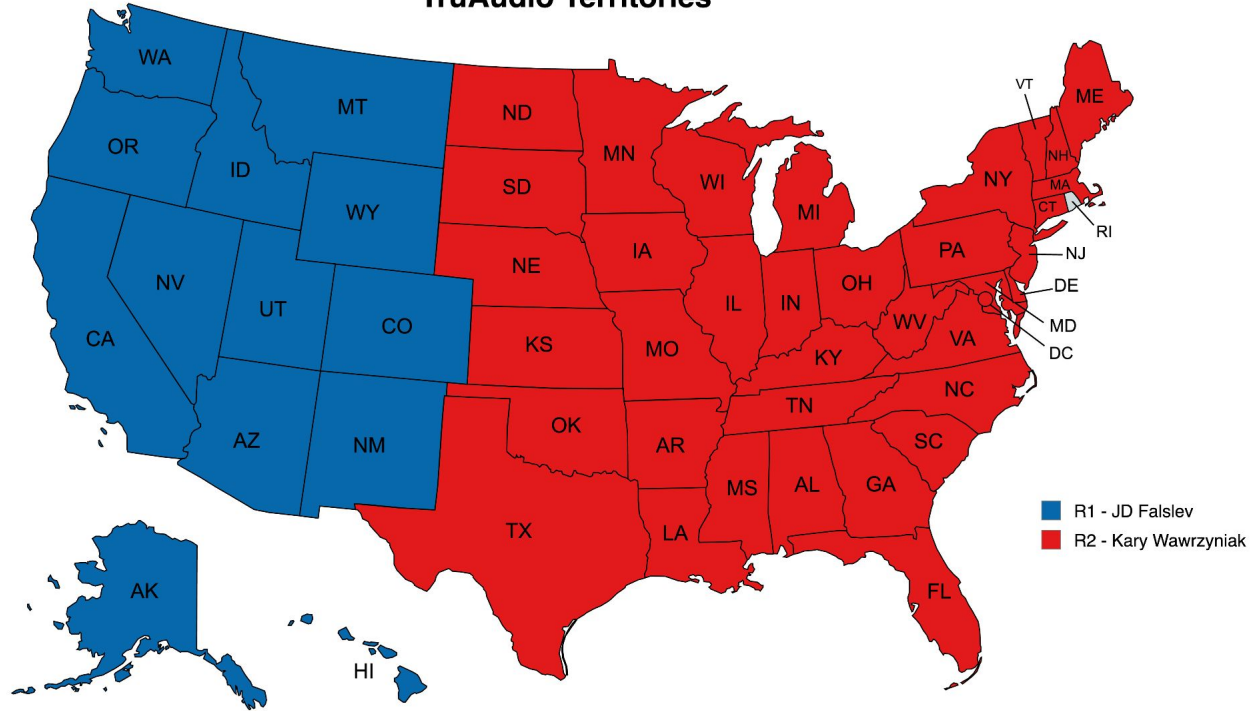 TruAudio Territories
WA
MT
ND
MN
VT
ME
OR
ID
SD
WI
NY
NH
MA
WY
MI
CT
RI
IA
PA
NJ
NE
NV
UT
IL
IN
OH
DE
CO
WV
MD
CA
KS
MO
KY
VA
DC
TN
NC
AZ
NM
OK
AR
SC
MS
AL
GA
TX
LA
R1 - JD Falslev
R2 - Kary Wawrzyniak
AK
FL
HI